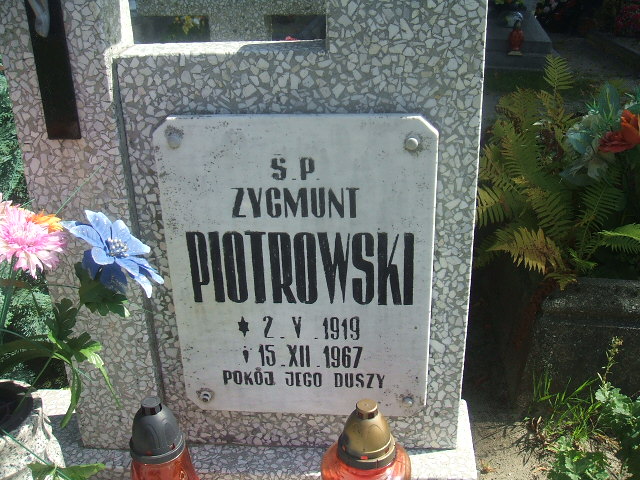 Ś.P
ZYGMUNT
PIOTROWSKI
* 2 V 1919
✝ 15 XII 1967
POKÓJ JEGO DUSZY